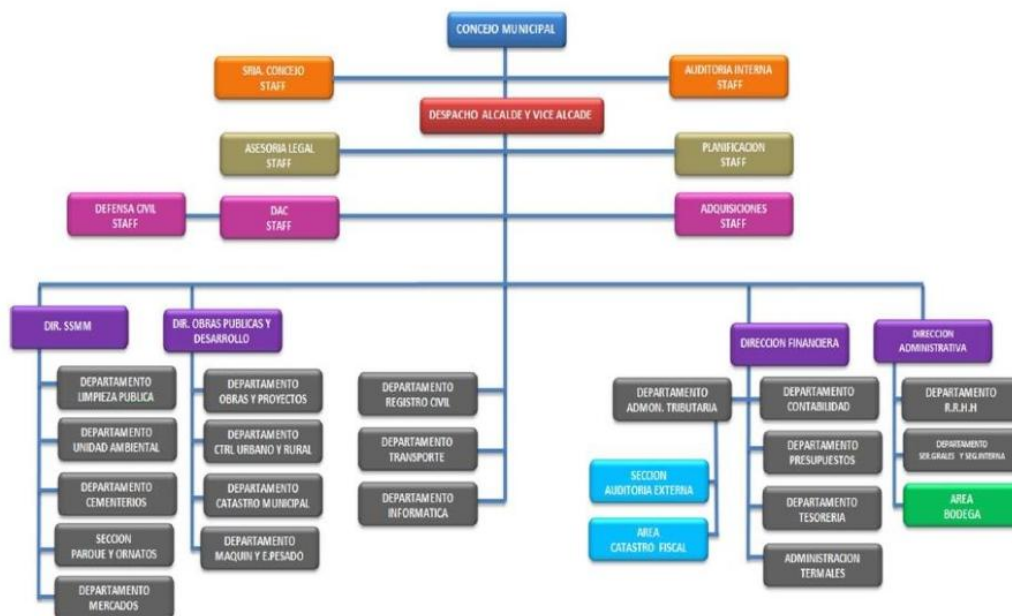 CONCEJO MUNICIPAL
SRIA. CONCEJO
STAFF
AUDITORIA INTERNA
STAFF
DESPACHO ALCALDE Y VICE ALCADE
ASESORIA LEGAL
STAFF
PLANIFICACION
STAFF
DEFENSA CIVIL
STAFF
DAC
STAFF
ADQUISICIONES
STAFF
DIR. SSMM
DIR. OBRAS PUBLICAS Y
DESARROLLO
DIRECCION FINANCIERA
DIRECCION
ADMINISTRATIVA
DEPARTAMENTO
LIMPIEZA PUBLICA
DEPARTAMENTO
UNIDAD AMBIENTAL
DEPARTAMENTO
CEMENTERIOS
SECCION
PARQUE Y ORNATOS
DEPARTAMENTO
MERCADOS
DEPARTAMENTO
OBRAS Y PROYECTOS
DEPARTAMENTO
CTRL URBANO Y RURAL
DEPARTAMENTO
CATASTRO MUNICIPAL
DEPARTAMENTO
MAQUIN Y E.PESADO
DEPARTAMENTO
REGISTRO CIVIL
DEPARTAMENTO
TRANSPORTE
DEPARTAMENTO
INFORMATICA
DEPARTAMENTO
ADMON. TRIBUTARIA
SECCION
AUDITORIA EXTERNA
AREA
CATASTRO FISCAL
DEPARTAMENTO
CONTABILIDAD
DEPARTAMENTO
PRESUPUESTOS
DEPARTAMENTO
TESORERIA
ADMINISTRACION
TERMALES
DEPARTAMENTO
R.R.H.H
DEPARTAMENTO
SER.GRALES Y SEG.INTERNA
AREA
BODEGA